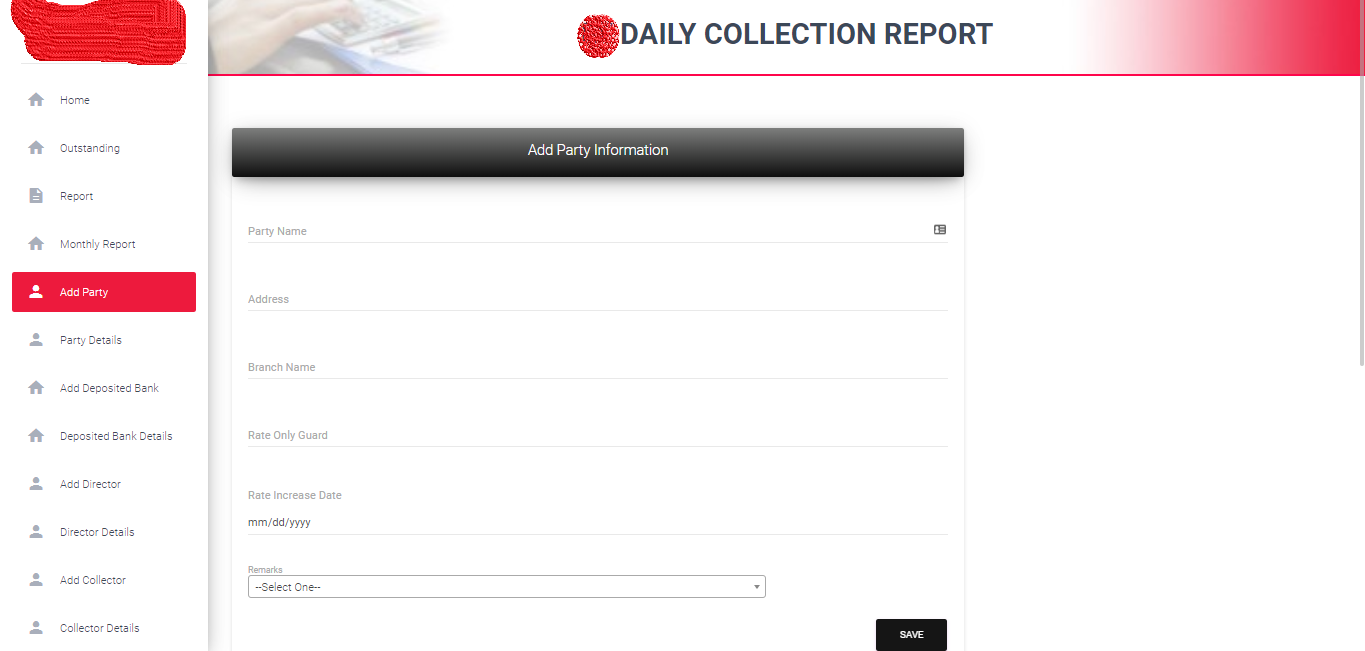 DAILY COLLECTION REPORT
Home
Outstanding
Report
Monthly Report
Add Party
Party Details
Add Deposited Bank
Deposited Bank Details
Add Director
Director Details
Add Collector
Collector Details
Add Party Information
Party Name
Address
Branch Name
Rate Only Guard
Rate Increase Date
mm/dd/yyyy
Remarks
--Select One--
SAVE